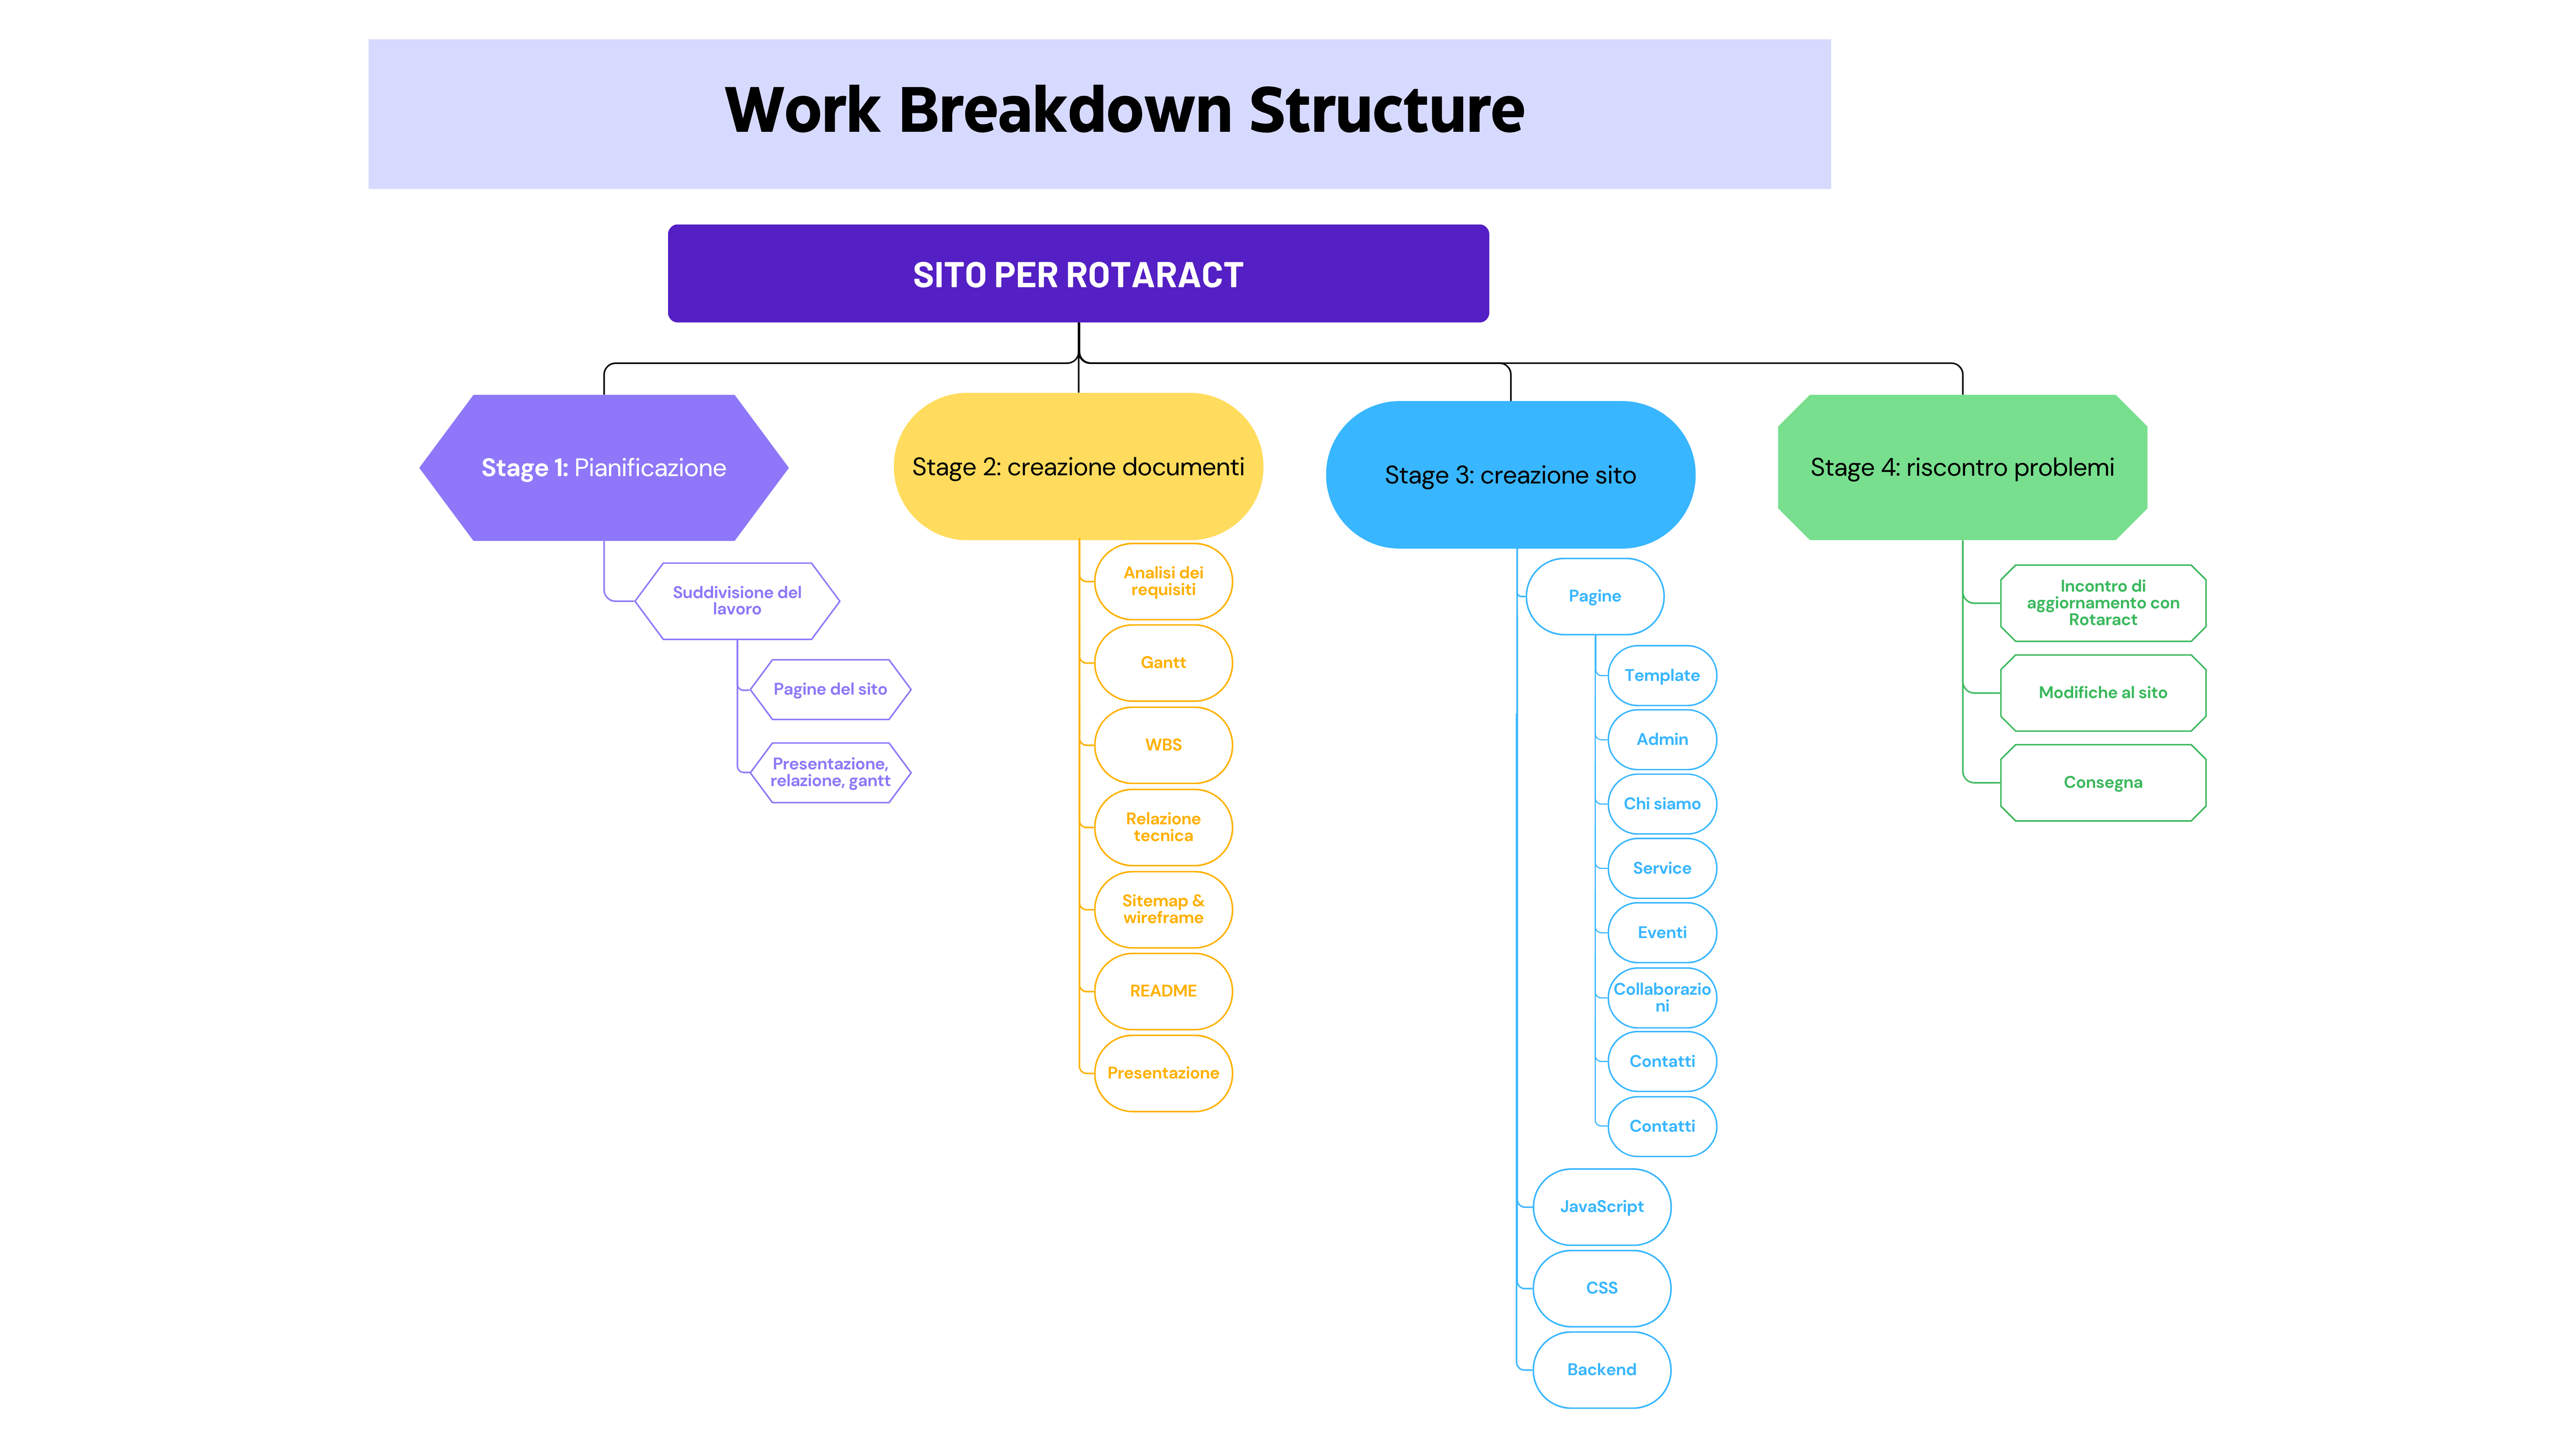 Work Breakdown Structure
SITO PER ROTARACT
Stage 1: Pianificazione
Suddivisione del
lavoro
Pagine del sito
Presentazione,
relazione, gantt
Stage 2: creazione documenti
Analisi dei
requisiti
Gantt
WBS
Relazione
tecnica
Sitemap &
wireframe
README
Presentazione
Stage 3: creazione sito
Pagine
Template
Admin
Chi siamo
Service
Eventi
Collaborazio
ni
Contatti
Contatti
JavaScript
CSS
Backend
Stage 4: riscontro problemi
Incontro di
aggiornamento con
Rotaract
Modifiche al sito
Consegna